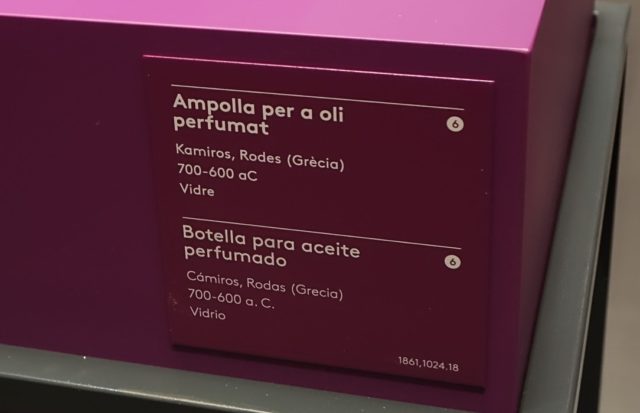 Ampolla per a oli
perfumat
6
Kamiros, Rodes (Grècia)
700-600 aC
Vidre
Botella para aceite
perfumado
6
Cámiros, Rodas (Grecia)
700-600 a. C.
Vidrio
1861,1024.18